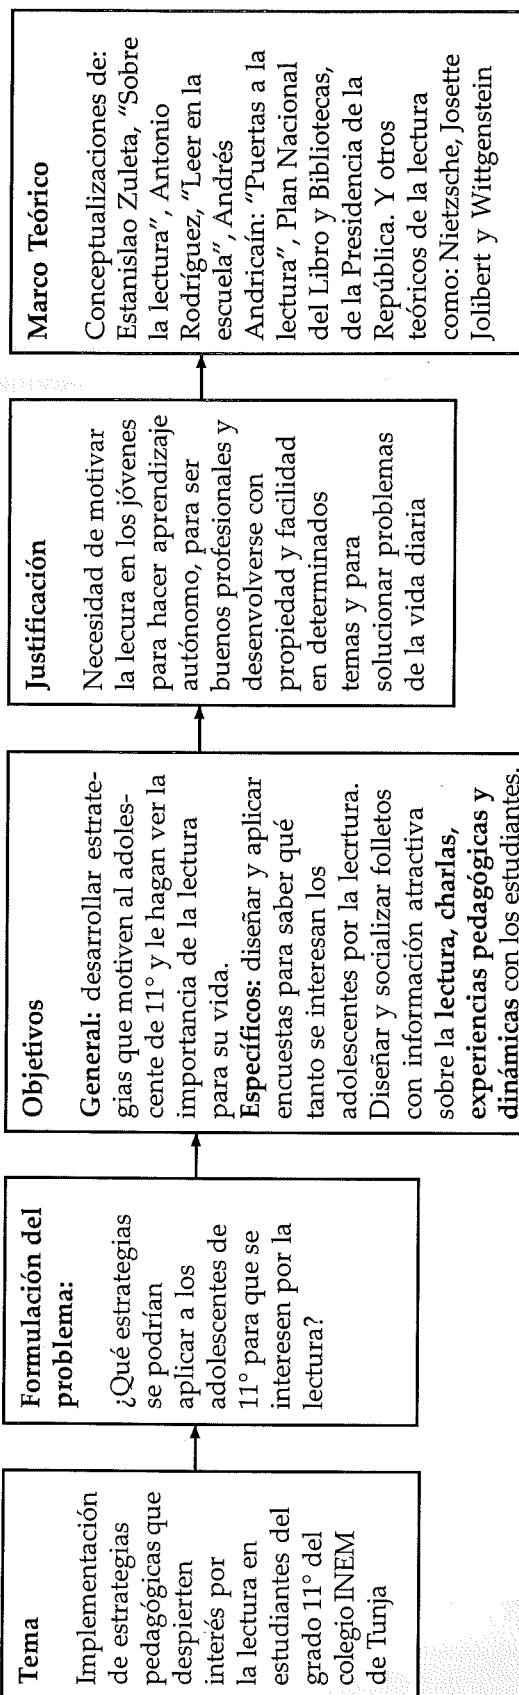 Tema
Implementación
de estrategias
pedagógicas que
despierten
interés por
la lectura en
estudiantes del
grado 11° del
colegio INEM
de Tunja
Formulación del
problema:
¿Qué estrategias
se podrían
aplicar a los
adolescentes de
11° para que se
interesen por la
lectura?
Objetivos
General: desarrollar estrate-
gias que motiven al adoles-
cente de 11° y le hagan ver la
importancia de la lectura
para su vida.
Específicos: diseñar y aplicar
encuestas para saber qué
tanto se interesan los
adolescentes por la lecrtura.
Diseñar y socializar folletos
con información atractiva
sobre la lectura, charlas,
experiencias pedagógicas y
dinámicas con los estudiantes.
Justificación
Necesidad de motivar
la lecura en los jóvenes
para hacer aprendizaje
autónomo, para ser
buenos profesionales y
desenvolverse con
propiedad y facilidad
en determinados
temas y para
solucionar problemas
de la vida diaria
Marco Teórico
Conceptualizaciones de:
Estanislao Zuleta, "Sobre
la lectura", Antonio
Rodríguez, "Leer en la
escuela", Andrés
Andricaín: "Puertas a la
lectura", Plan Nacional
del Libro y Bibliotecas,
de la Presidencia de la
República. Y otros
teóricos de la lectura
como: Nietzsche, Josette
Jolibert y Wittgenstein